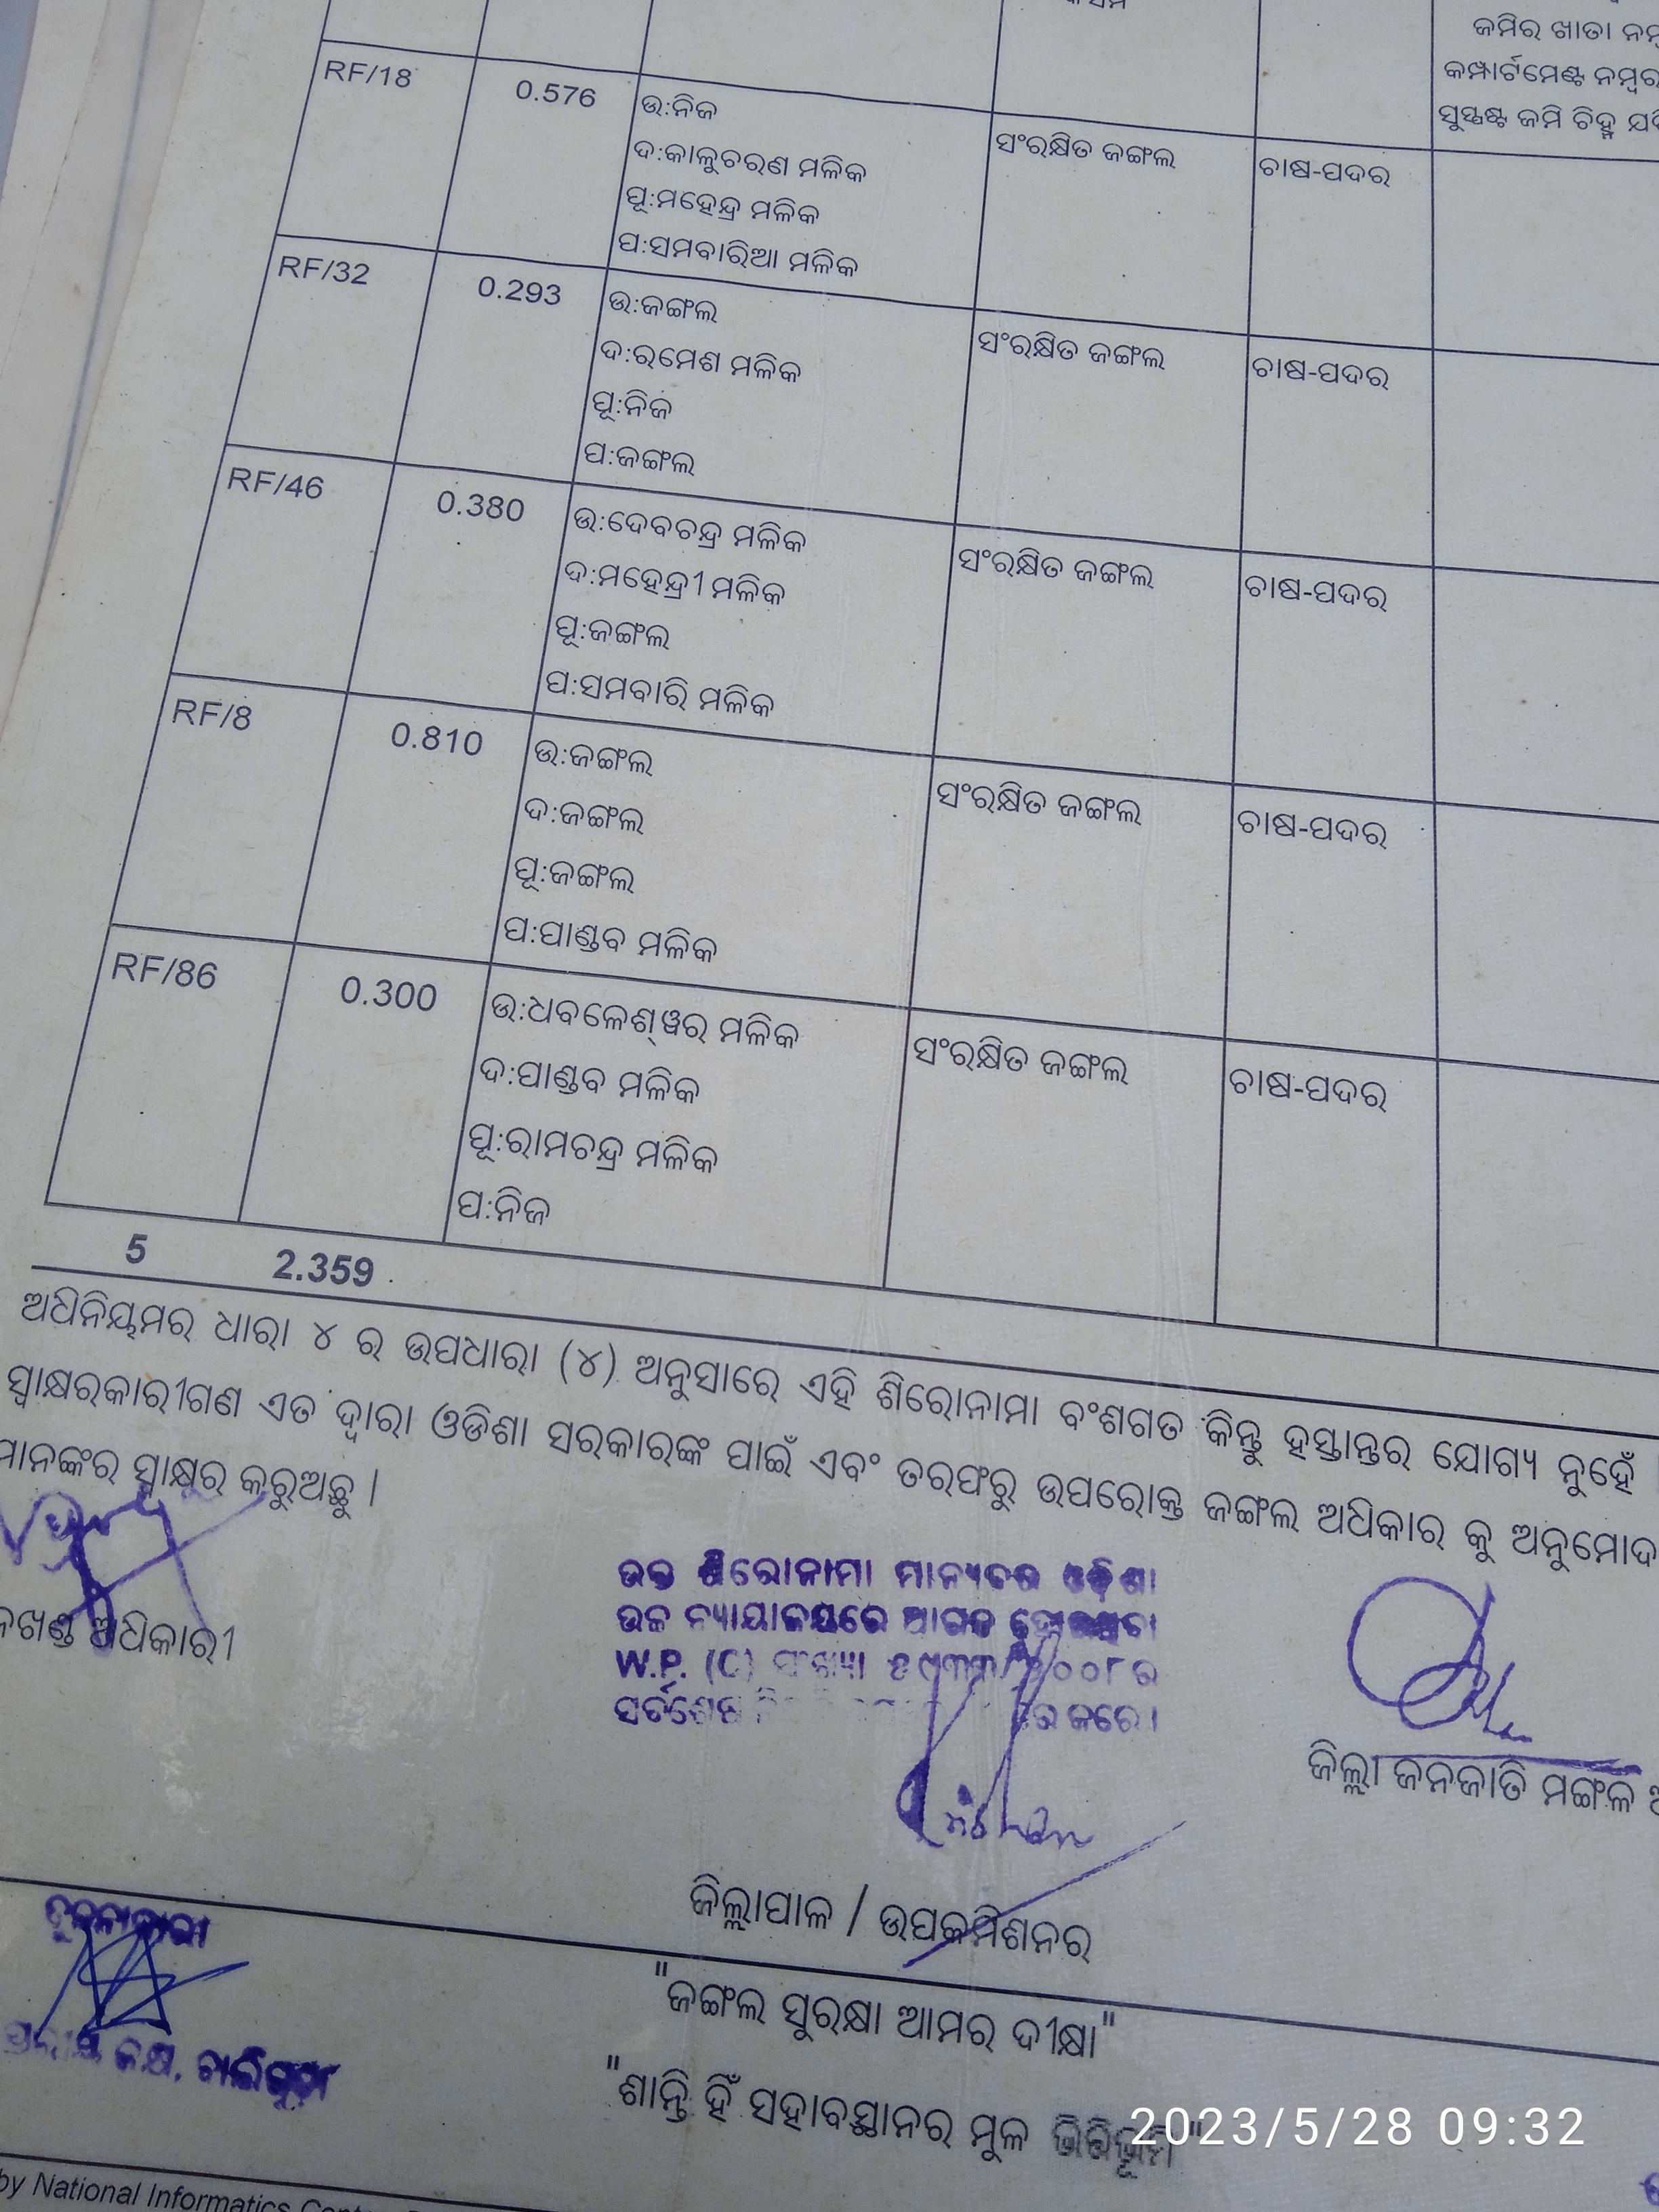 ଜମିର ଖାତା
କମ୍ପାର୍ଟମେଣ୍ଟ ନମ୍ବର
ସୁସ୍ପଷ୍ଟ ଜମି ଚିହ୍ନ
RF/18 0.576 ଉ:ନିଜ ସଂରକ୍ଷିତ ଜଙ୍ଗଲ ଚାଷ-ପଦର
ଦ:କାଳୁଚରଣ ମଳିକ
ପୂ:ମହେନ୍ଦ୍ର ମଳିକ
ପ:ସମବାରିଆ ମଳିକ
RF/32 0.293 ଉ:ଜଙ୍ଗଲ ସଂରକ୍ଷିତ ଜଙ୍ଗଲ ଚାଷ-ପଦର
ଦ:ରମେଶ ମଳିକ
ପୂ:ନିଜ
ପ:ଜଙ୍ଗଲ
RF/46 0.380 ଉ:ଦେବଚନ୍ଦ୍ର ମଳିକ ସଂରକ୍ଷିତ ଜଙ୍ଗଲ ଚାଷ-ପଦର
ଦ:ମହେନ୍ଦ୍ରୀ ମଳିକ
ପୂ:ଜଙ୍ଗଲ
ପ:ସମବାରି ମଳିକ
RF/8 0.810 ଉ:ଜଙ୍ଗଲ ସଂରକ୍ଷିତ ଜଙ୍ଗଲ ଚାଷ-ପଦର
ଦ:ଜଙ୍ଗଲ
ପୂ:ଜଙ୍ଗଲ
ପ:ପାଣ୍ଡବ ମଳିକ
RF/86 0.300 ଉ:ଧବଳେଶ୍‌ୱର ମଳିକ ସଂରକ୍ଷିତ ଜଙ୍ଗଲ ଚାଷ-ପଦର
ଦ:ପାଣ୍ଡବ ମଳିକ
ପୂ:ରାମଚନ୍ଦ୍ର ମଳିକ
ପ:ନିଜ
5 2.359
ଅଧିନିୟମର ଧାରା ୪ ର ଉପଧାରା (୪) ଅନୁସାରେ ଏହି ଶିରୋନାମା ବଂଶଗତ କିନ୍ତୁ ହସ୍ତାନ୍ତର ଯୋଗ୍ୟ ନୁହେଁ
ସ୍ୱାକ୍ଷରକାରୀଗଣ ଏତ ଦ୍ୱାରା ଓଡିଶା ସରକାରଙ୍କ ପାଇଁ ଏବଂ ତରଫରୁ ଉପରୋକ୍ତ ଜଙ୍ଗଲ ଅଧିକାର କୁ ଅନୁମୋଦ
ମାନଙ୍କର ସ୍ୱାକ୍ଷର କରୁଅଛୁ ।
ନଖଣ୍ଡ ଅଧିକାରୀ
ଉକ୍ତ ଶିରୋନାମା ମାନ୍ୟବର ଓଡ଼ିଶା
ଉଚ୍ଚ ନ୍ୟାୟାଳୟରେ ଆଗତ
W.P. (C) ସଂଖ୍ୟା
କରେ ।
ଜିଲ୍ଲା ଜନଜାତି ମଙ୍ଗଳ
ଜିଲ୍ଲାପାଳ / ଉପକମିଶନର
"ଜଙ୍ଗଲ ସୁରକ୍ଷା ଆମର ଦୀକ୍ଷା"
"ଶାନ୍ତି ହିଁ ସହାବସ୍ଥାନର ମୁଳ ଭିତ୍ତିଭୂମି"
2023/5/28 09:32
by National Informatics